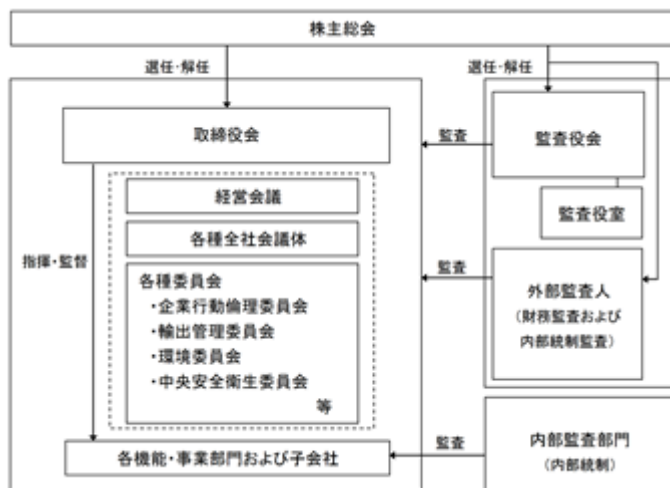 株主総会
選任・解任
選任・解任
取締役会
監査
監査役会
経営会議
監査役室
各種全社会議体
指揮・監督
監査
各種委員会
・企業行動倫理委員会
・輸出管理委員会
・環境委員会
・中央安全衛生委員会
等
外部監査人
（財務監査および
内部統制監査）
各機能・事業部門および子会社
監査
内部監査部門
（内部統制）